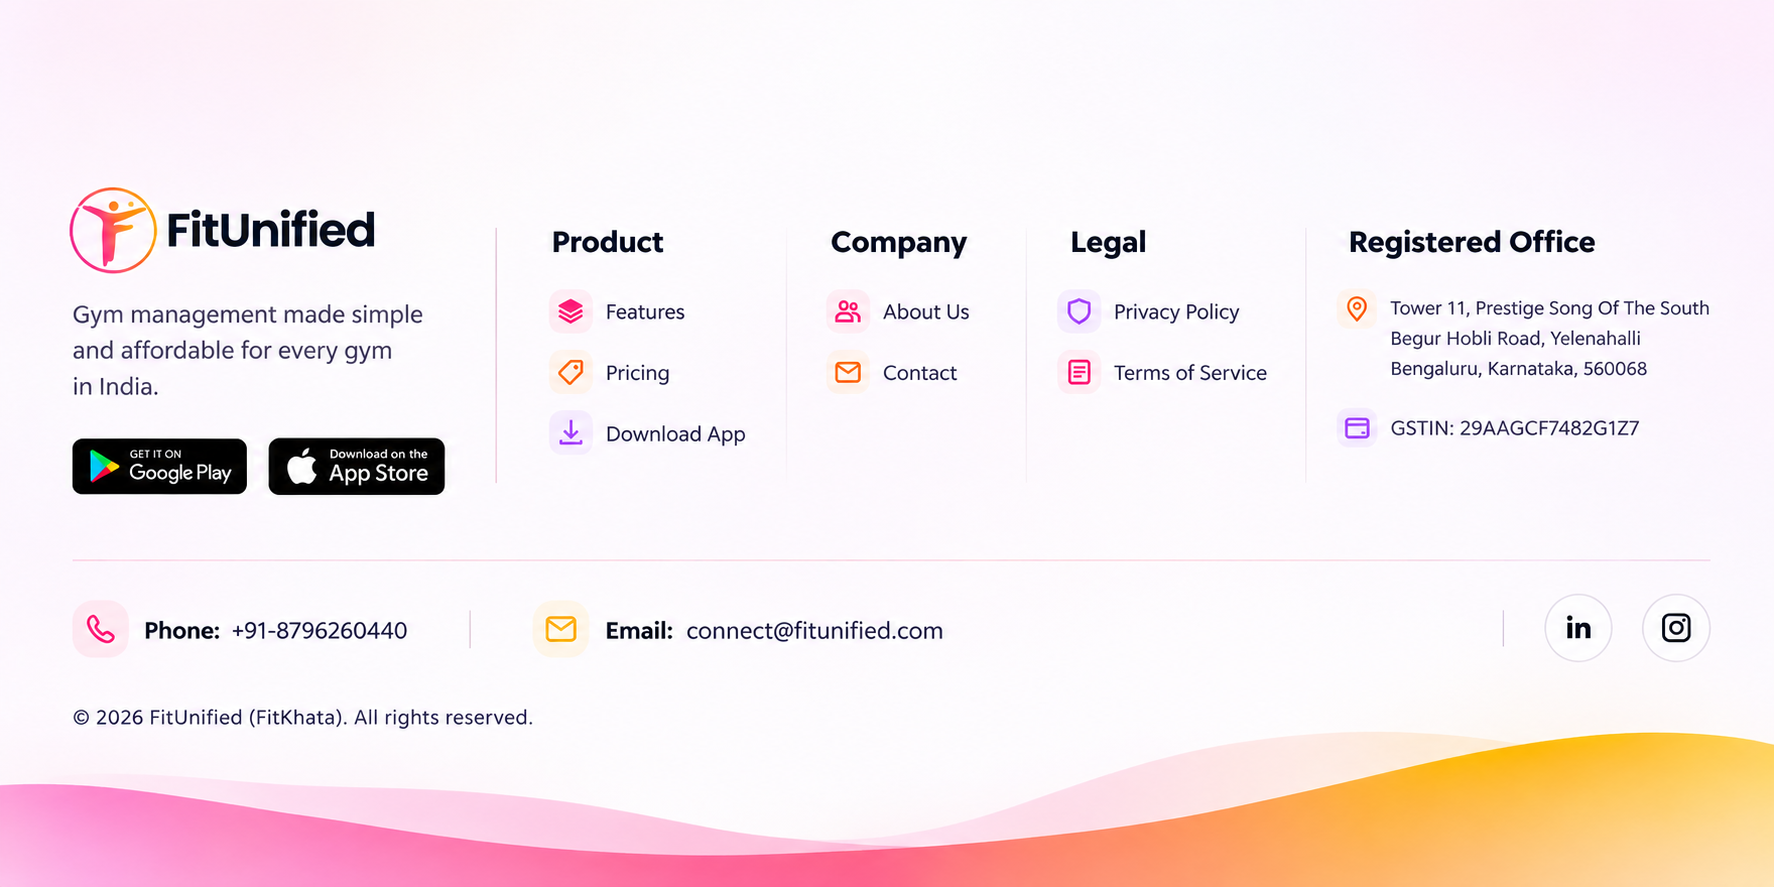 FitUnified
Gym management made simple
and affordable for every gym
in India.
GET IT ON
Google Play
Download on the
App Store
Product
Features
Pricing
Download App
Company
About Us
Contact
Legal
Privacy Policy
Terms of Service
Registered Office
Tower 11, Prestige Song Of The South
Begur Hobli Road, Yelenahalli
Bengaluru, Karnataka, 560068
GSTIN: 29AAGCF7482G1Z7
Phone: +91-8796260440
Email: connect@fitunified.com
in
© 2026 FitUnified (FitKhata). All rights reserved.